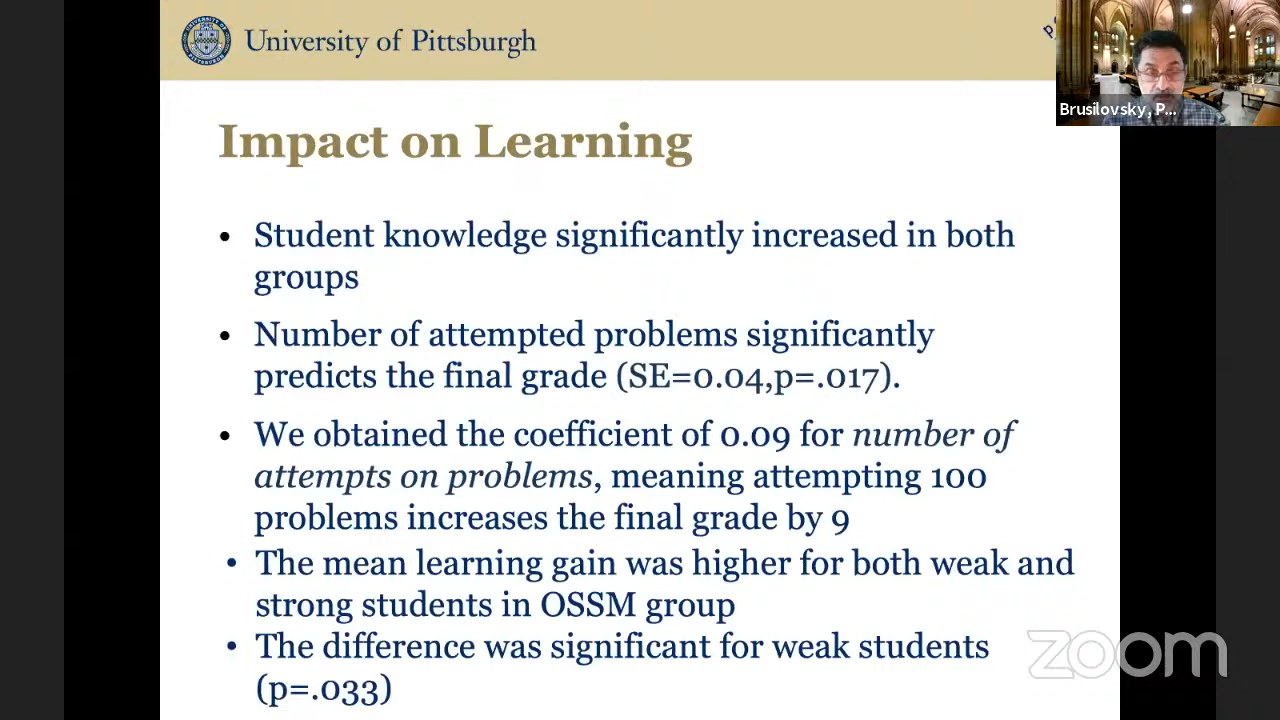 University of Pittsburgh
Brusilovsky, P...
Impact on Learning
• Student knowledge significantly increased in both
groups
• Number of attempted problems significantly
predicts the final grade (SE=0.04,p=.017).
• We obtained the coefficient of 0.09 for number of
attempts on problems, meaning attempting 100
problems increases the final grade by 9
• The mean learning gain was higher for both weak and
strong students in OSSM group
• The difference was significant for weak students
(p=.033)
zoom